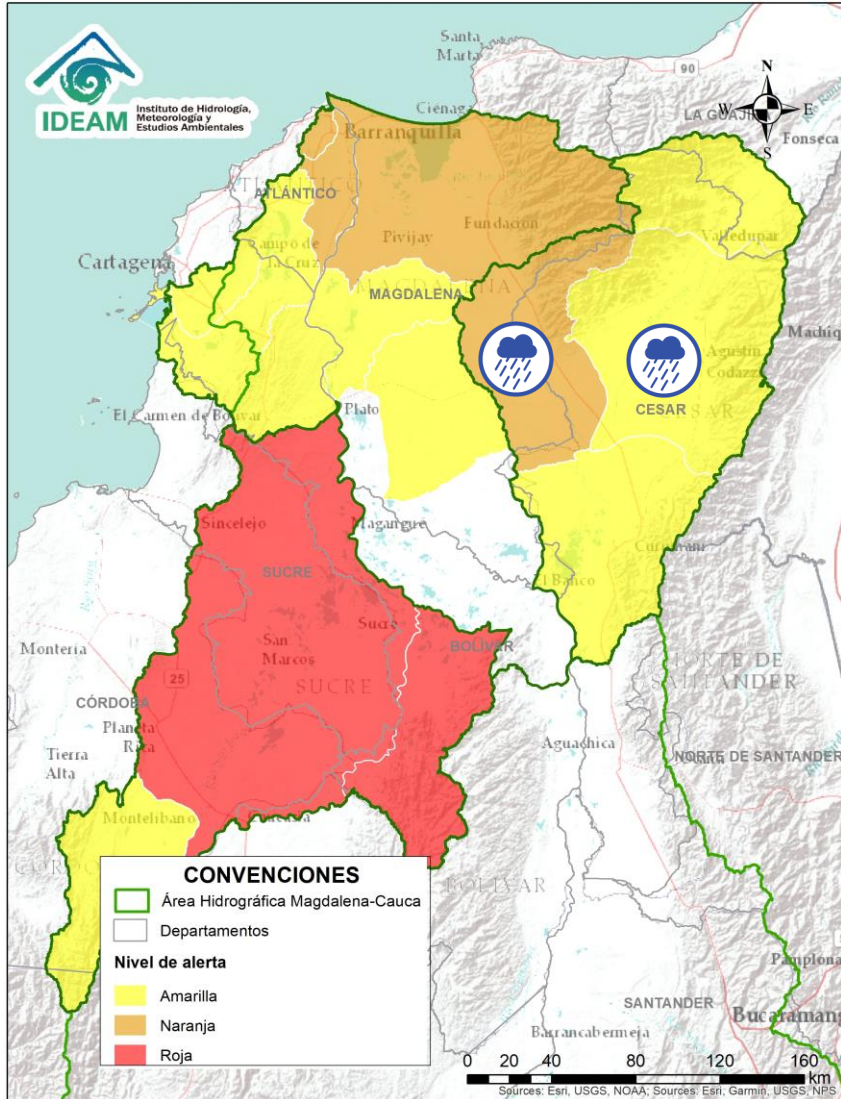 IDEAM
Instituto de Hidrología,
Meteorología y
Estudios Ambientales
Santa
Marta
90
N
W
E
S
LA GUAJIRA
Fonseca
Ciénaga
Barranquilla
ATLÁNTICO
Fundación
Valledupar
Campo de
la Cruz
Pivijay
Cartagena
MAGDALENA
Agustín
Codazzi
CESAR
El Carmen de Bolívar
Plato
Sincelejo
Magangué
SUCRE
El Banco
Sucre
Montería
San
Marcos
BOLÍVAR
25
SUCRE
NORTE DE
SANTANDER
CÓRDOBA
Planeta
Rica
Tierra
Alta
Aguachica
NORTE DE SANTANDER
Montelíbano
BOLÍVAR
CONVENCIONES
Área Hidrográfica Magdalena-Cauca
Departamentos
Nivel de alerta
Amarilla
Naranja
Roja
Pamplona
SANTANDER
Barrancabermeja
0 20 40 80 120 160
km
Sources: Esri, USGS, NOAA; Sources: Esri, Garmin, USGS, NPS